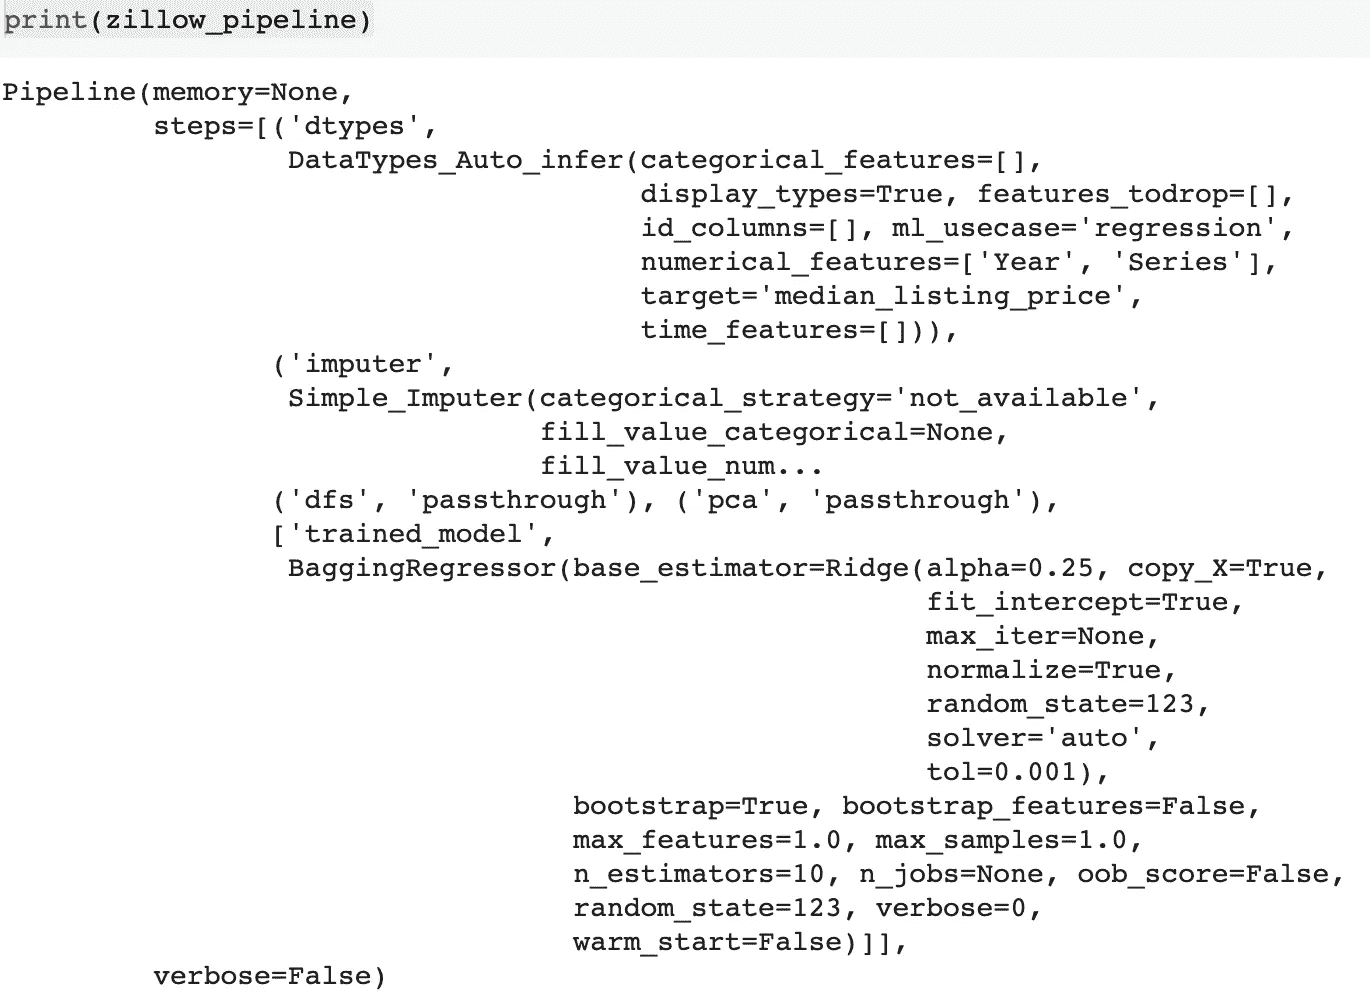 print(zillow_pipeline)
Pipeline(memory=None,
         steps=[('dtypes',
                 DataTypes_Auto_infer(categorical_features=[],
                                      display_types=True, features_todrop=[],
                                      id_columns=[], ml_usecase='regression',
                                      numerical_features=['Year', 'Series'],
                                      target='median_listing_price',
                                      time_features=[])),
                ('imputer',
                 Simple_Imputer(categorical_strategy='not_available',
                                fill_value_categorical=None,
                                fill_value_num...
                ('dfs', 'passthrough'), ('pca', 'passthrough'),
                ['trained_model',
                 BaggingRegressor(base_estimator=Ridge(alpha=0.25, copy_X=True,
                                                       fit_intercept=True,
                                                       max_iter=None,
                                                       normalize=True,
                                                       random_state=123,
                                                       solver='auto',
                                                       tol=0.001),
                                  bootstrap=True, bootstrap_features=False,
                                  max_features=1.0, max_samples=1.0,
                                  n_estimators=10, n_jobs=None, oob_score=False,
                                  random_state=123, verbose=0,
                                  warm_start=False)]],
         verbose=False)